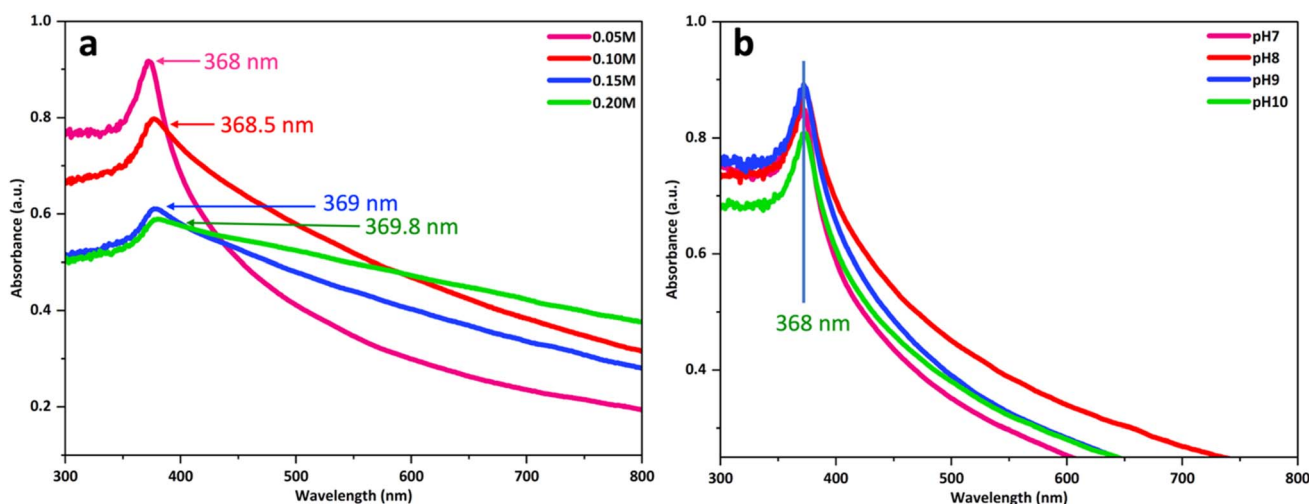 a
0.05M
0.10M
0.15M
0.20M
368 nm
368.5 nm
369 nm
369.8 nm
1.0
0.8
0.6
0.4
0.2
Absorbance (a.u.)
300 400 500 600 700 800
Wavelength (nm)
b
pH7
pH8
pH9
pH10
368 nm
1.0
0.8
0.6
0.4
Absorbance (a.u.)
300 400 500 600 700 800
Wavelength (nm)